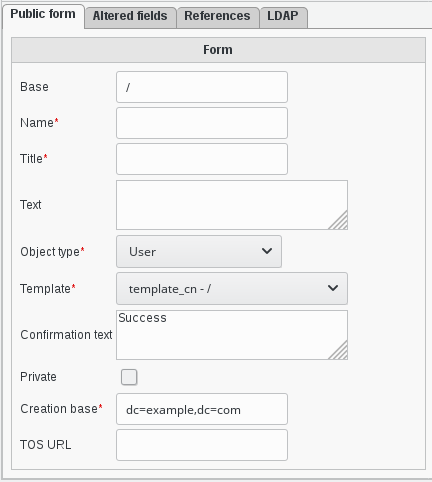 Public form Altered fields References LDAP
Form
Base /
Name*
Title*
Text
Object type* User
Template* template_cn - /
Confirmation text Success
Private
Creation base* dc=example,dc=com
TOS URL